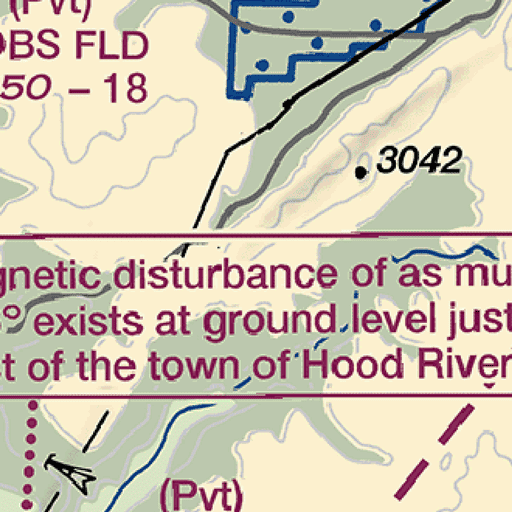 (Pvt)
OBS FLD
50 – 18
3042
gnetic disturbance of as mu
° exists at ground level just
t of the town of Hood River
(Pvt)